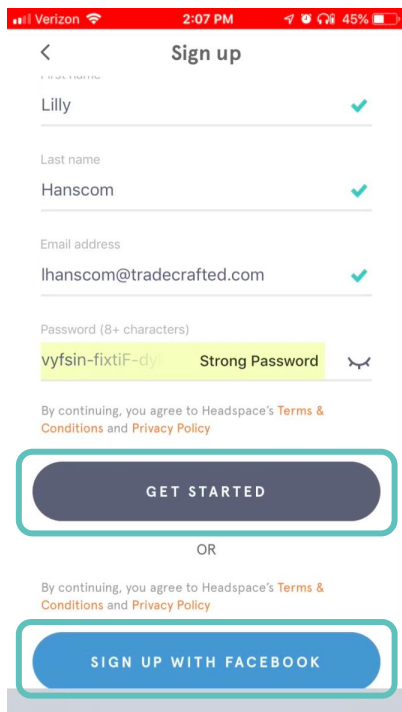 Verizon 2:07 PM 45%
Sign up
First name
Lilly
Last name
Hanscom
Email address
lhanscom@tradecrafted.com
Password (8+ characters)
vyfsin-fixtiF-dy Strong Password
By continuing, you agree to Headspace's Terms &
Conditions and Privacy Policy
GET STARTED
OR
By continuing, you agree to Headspace's Terms &
Conditions and Privacy Policy
SIGN UP WITH FACEBOOK